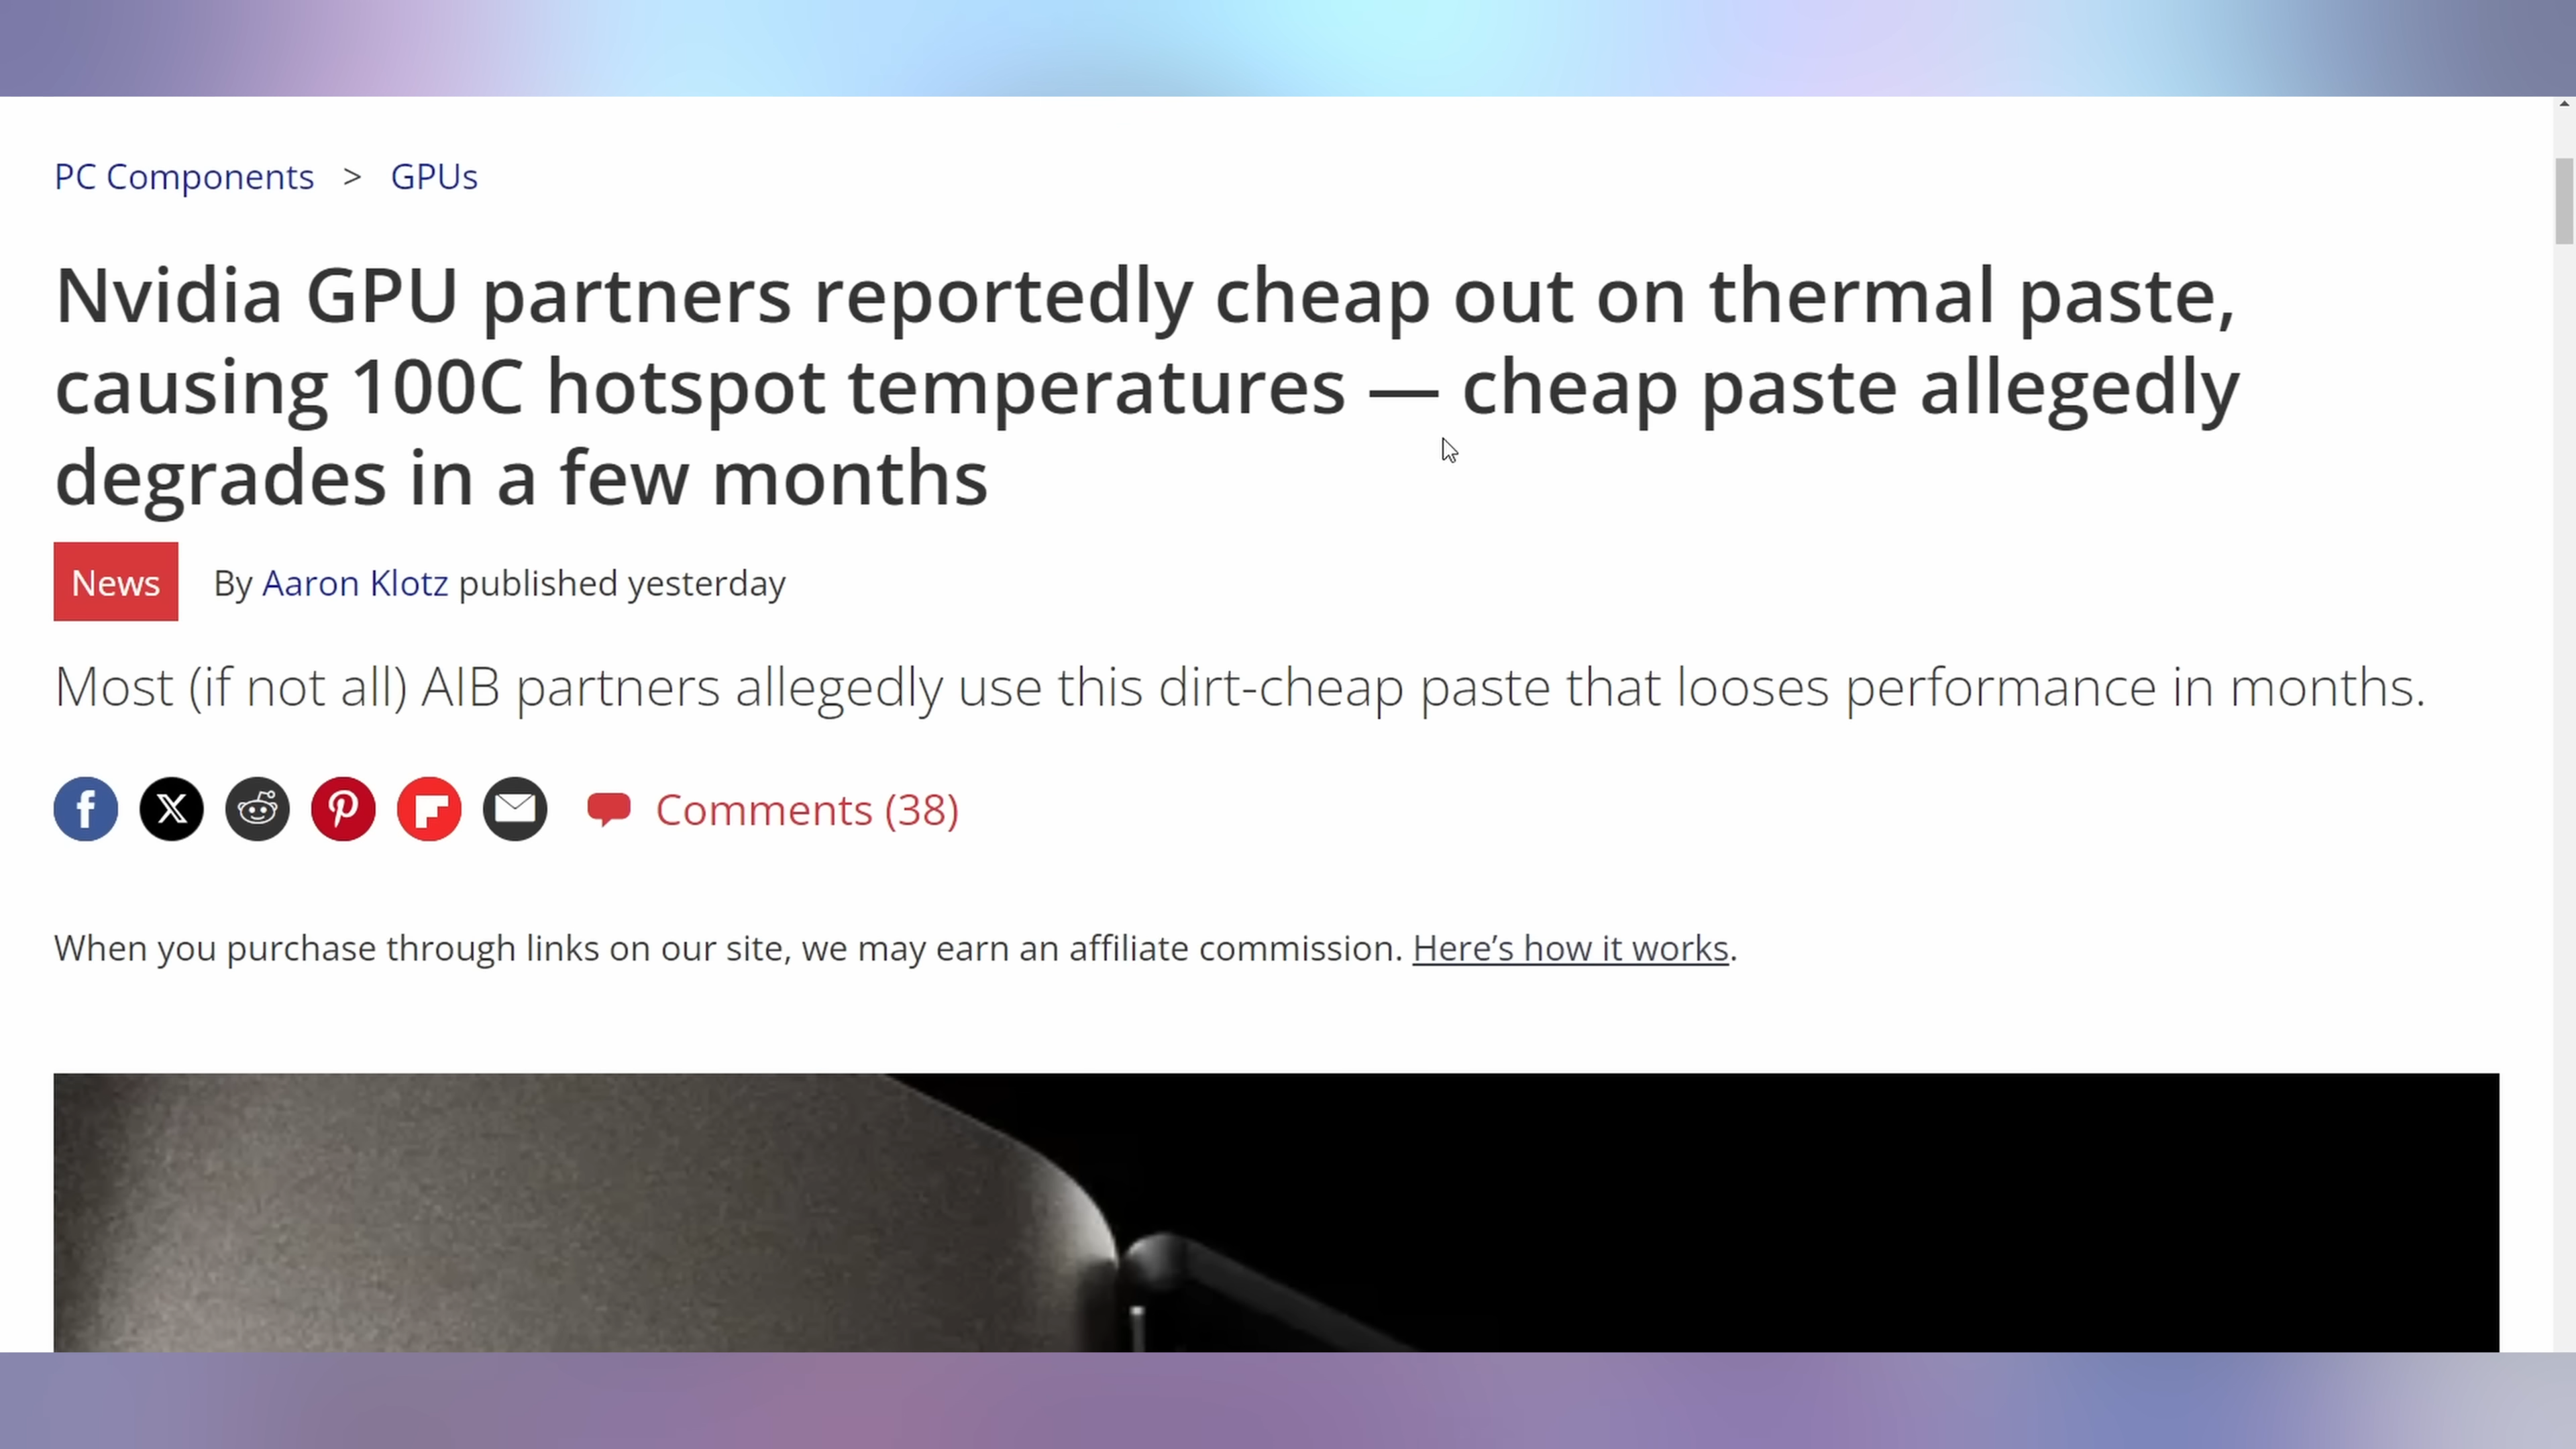 PC Components > GPUs
Nvidia GPU partners reportedly cheap out on thermal paste,
causing 100C hotspot temperatures — cheap paste allegedly
degrades in a few months
News By Aaron Klotz published yesterday
Most (if not all) AIB partners allegedly use this dirt-cheap paste that looses performance in months.
Comments (38)
When you purchase through links on our site, we may earn an affiliate commission. Here’s how it works.